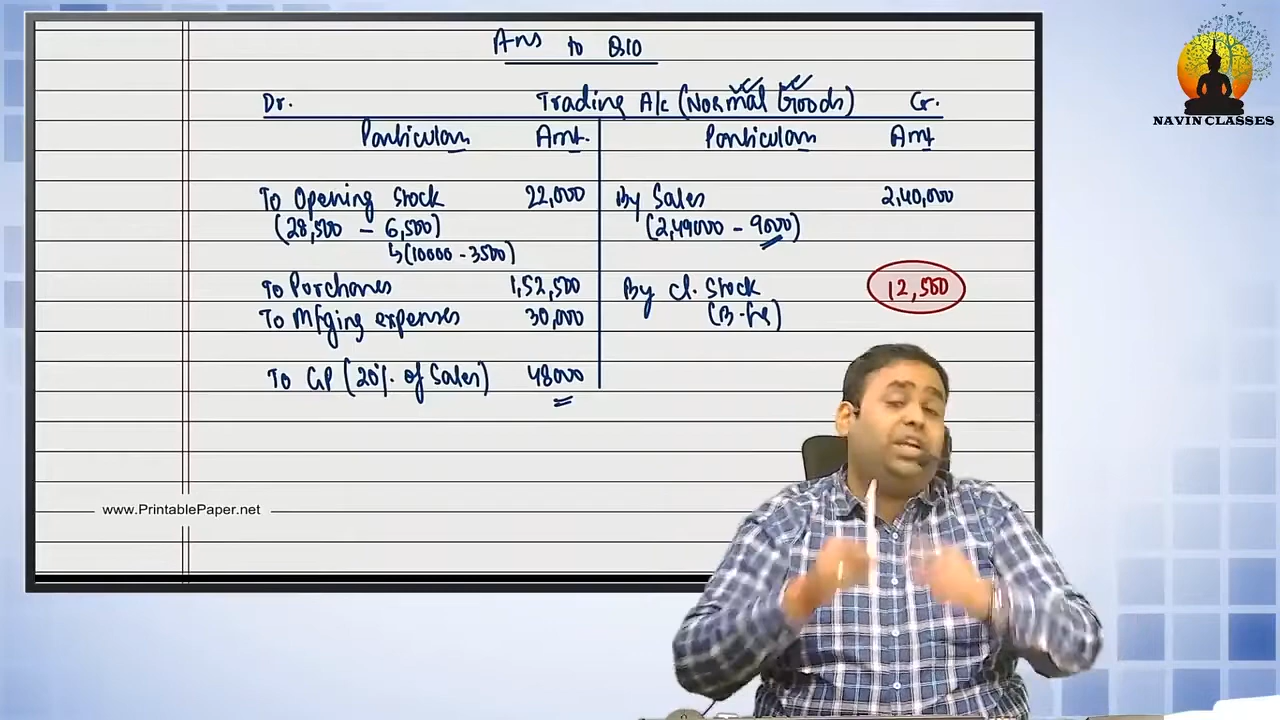 Ans to Q10
Dr. Trading A/c (Normal Goods) Cr.
Particulars Amt. Particulars Amt
To Opening Stock 22,000 By Sales 2,40,000
(28,500 - 6,500) (2,49000 - 9000)
↳(10000 - 3500)
To Purchases 1,52,500 By Cl. Stock 12,500
To Mfging expenses 30,000 (B.fig)
To GP (20% of Sales) 48000
www.PrintablePaper.net
NAVIN CLASSES